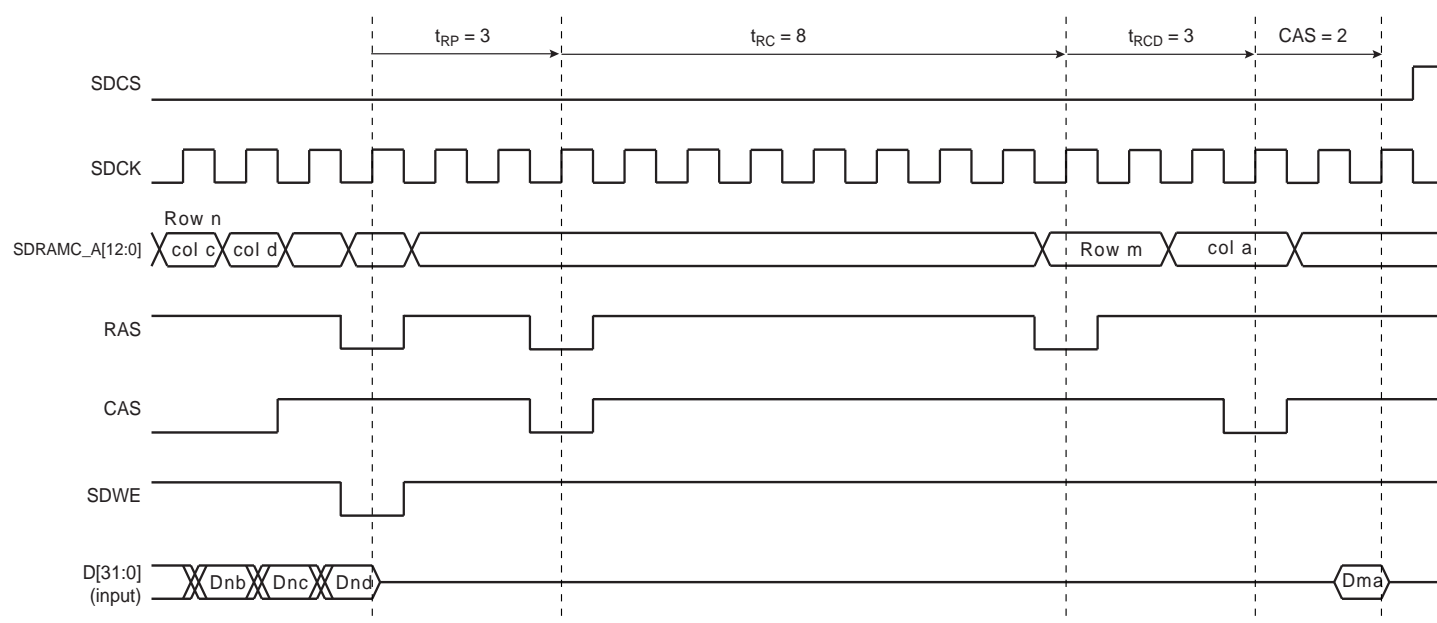 tRP = 3 tRC = 8 tRCD = 3 CAS = 2
SDCS
SDCK
Row n
SDRAMC_A[12:0] col c col d Row m col a
RAS
CAS
SDWE
D[31:0]
(input) Dnb Dnc Dnd Dma